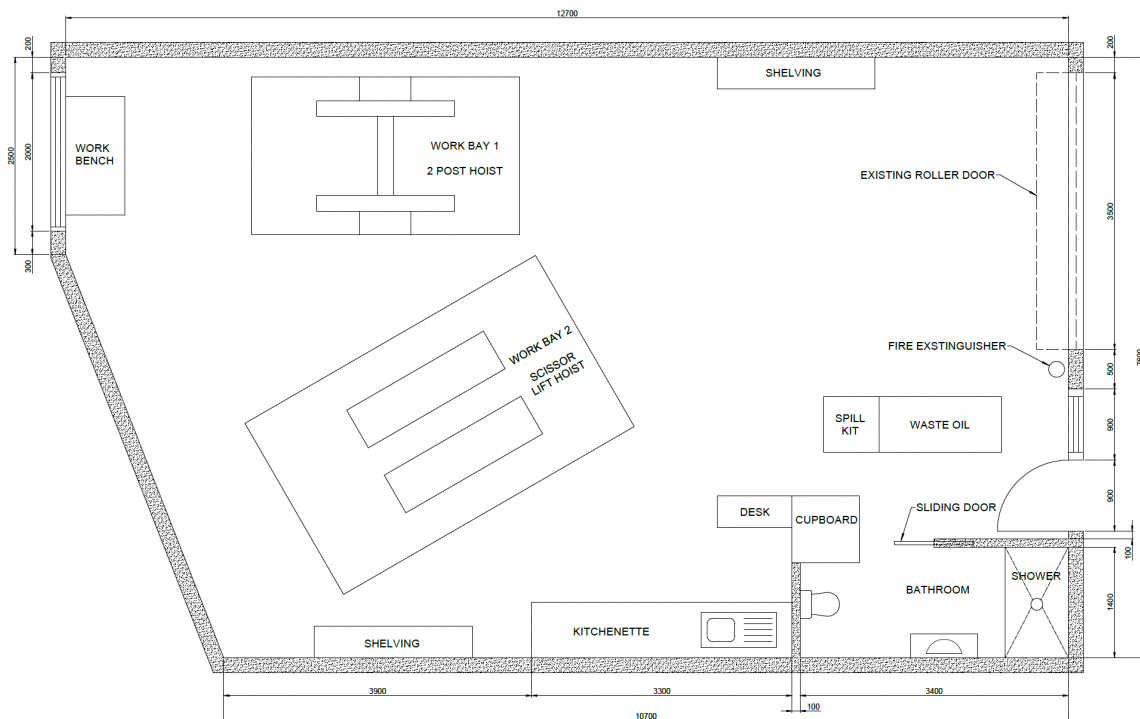 12700
200
200
SHELVING
2500
2000
WORK
BENCH
WORK BAY 1
2 POST HOIST
EXISTING ROLLER DOOR
3500
300
WORK BAY 2
SCISSOR
LIFT HOIST
FIRE EXSTINGUISHER
500
SPILL
KIT
WASTE OIL
900
900
DESK
CUPBOARD
SLIDING DOOR
100
BATHROOM
SHOWER
1400
KITCHENETTE
SHELVING
3900
3300
3400
100
10700